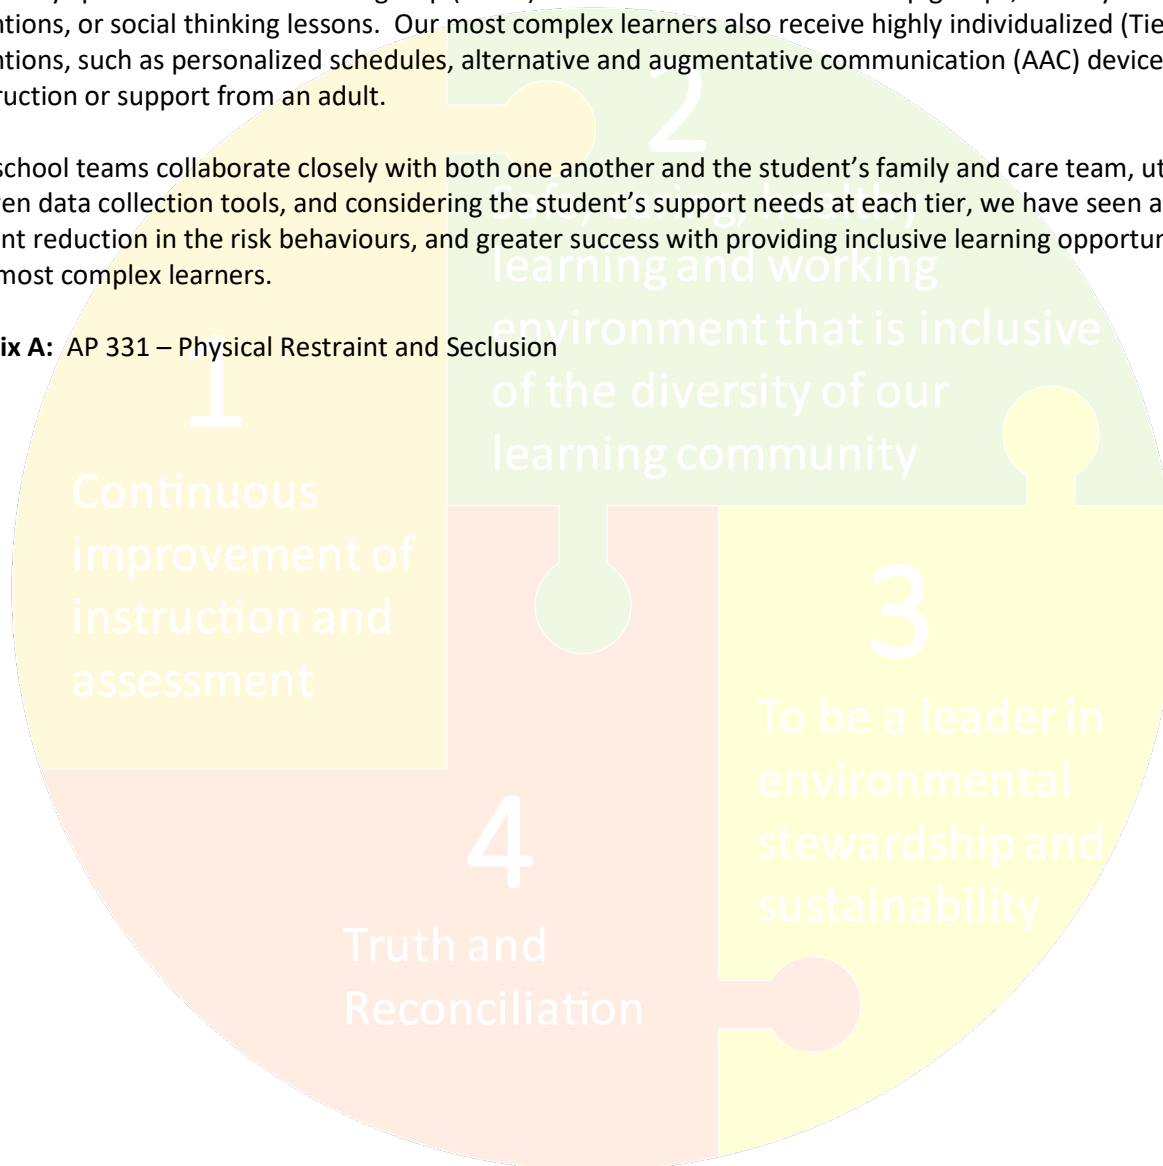 ntions, or social thinking lessons.  Our most complex learners also receive highly individualized (Tie
ntions, such as personalized schedules, alternative and augmentative communication (AAC) device
ruction or support from an adult.
school teams collaborate closely with both one another and the student’s family and care team, ut
en data collection tools, and considering the student’s support needs at each tier, we have seen a
nt reduction in the risk behaviours, and greater success with providing inclusive learning opportun
most complex learners.
ix A:  AP 331 – Physical Restraint and Seclusion
1
Continuous
improvement of
instruction and
assessment
2
Safe, caring, healthy
learning and working
environment that is inclusive
of the diversity of our
learning community
3
To be a leader in
environmental
stewardship and
sustainability
4
Truth and
Reconciliation